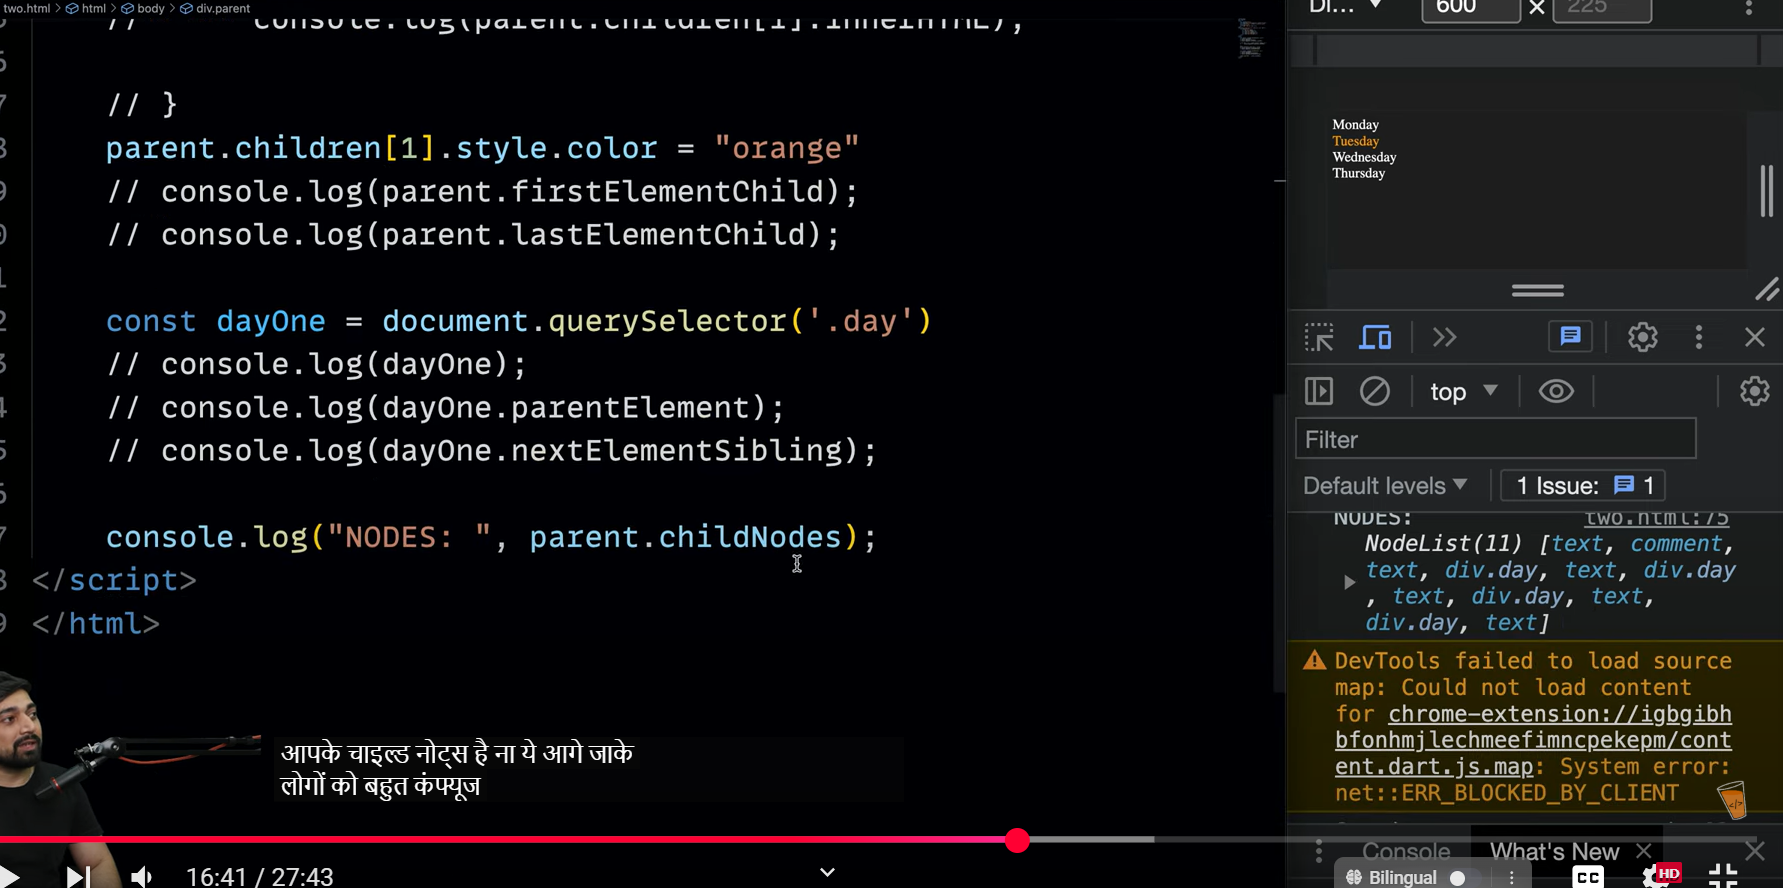 two.html > html > body > div.parent
// console.log(parent.children[i].innerHTML);
// }
parent.children[1].style.color = "orange"
// console.log(parent.firstElementChild);
// console.log(parent.lastElementChild);
const dayOne = document.querySelector('.day')
// console.log(dayOne);
// console.log(dayOne.parentElement);
// console.log(dayOne.nextElementSibling);
console.log("NODES: ", parent.childNodes);
</script>
</html>
आपके चाइल्ड नोट्स है ना ये आगे जाके
लोगों को बहुत कंफ्यूज
16:41 / 27:43
Di... 600 × 225
Monday
Tuesday
Wednesday
Thursday
top
Filter
Default levels 1 Issue: 1
NODES: two.html:75
NodeList(11) [text, comment,
text, div.day, text, div.day
, text, div.day, text,
div.day, text]
DevTools failed to load source
map: Could not load content
for chrome-extension://igbgibh
bfonhmjlechmeefimncpekepm/cont
ent.dart.js.map: System error:
net::ERR_BLOCKED_BY_CLIENT
Console What's New
Bilingual CC HD